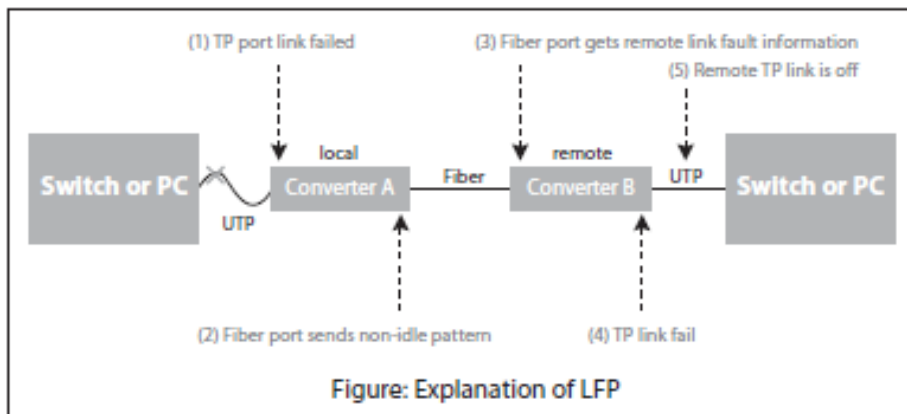 (1) TP port link failed
(3) Fiber port gets remote link fault information
(5) Remote TP link is off
local
remote
Switch or PC
Converter A
Fiber
Converter B
UTP
Switch or PC
UTP
(2) Fiber port sends non-idle pattern
(4) TP link fail
Figure: Explanation of LFP